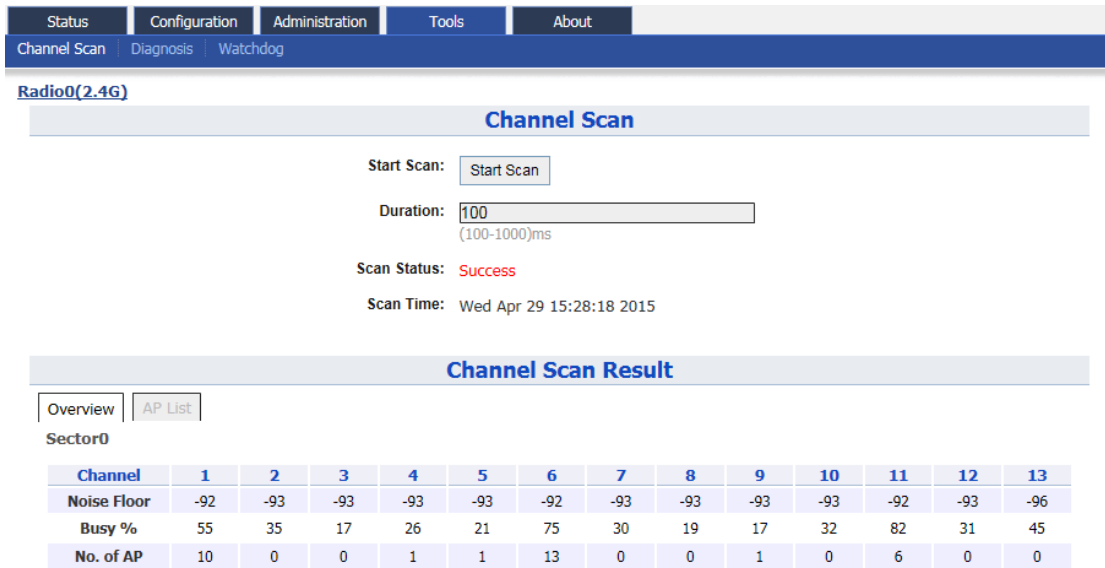 Status Configuration Administration Tools About
Channel Scan Diagnosis Watchdog
Radio0(2.4G)
Channel Scan
Start Scan: Start Scan
Duration: 100
(100-1000)ms
Scan Status: Success
Scan Time: Wed Apr 29 15:28:18 2015
Channel Scan Result
Overview AP List
Sector0
Channel 1 2 3 4 5 6 7 8 9 10 11 12 13
Noise Floor -92 -93 -93 -93 -93 -92 -93 -93 -93 -93 -92 -93 -96
Busy % 55 35 17 26 21 75 30 19 17 32 82 31 45
No. of AP 10 0 0 1 1 13 0 0 1 0 6 0 0